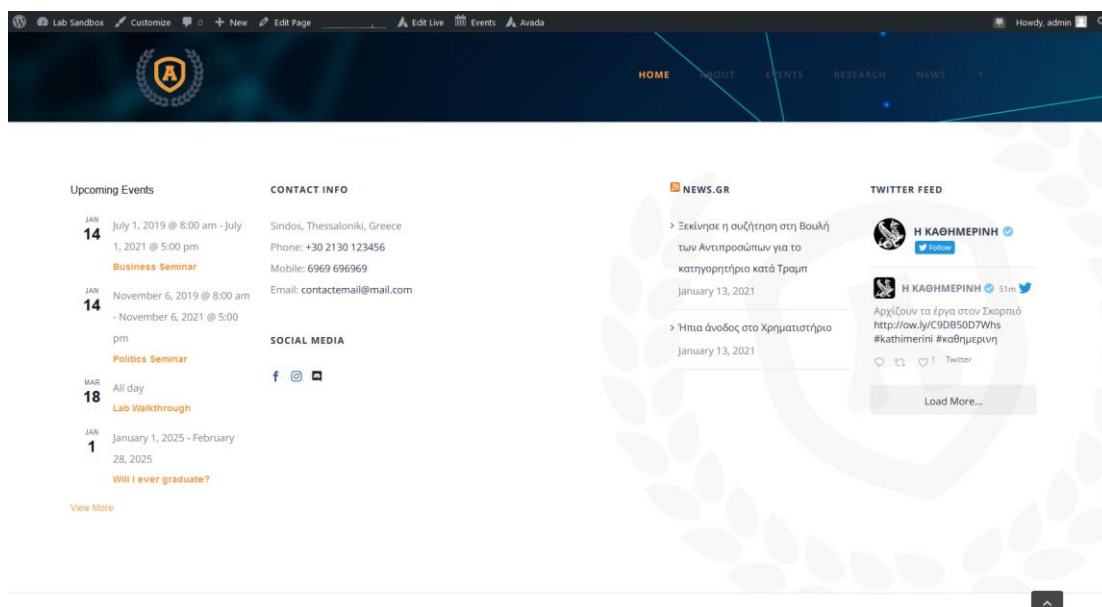 Lab Sandbox Customize 0 + New Edit Page Edit Live Events Avada Howdy, admin
A
HOME ABOUT EVENTS RESEARCH NEWS
Upcoming Events
JAN
14
July 1, 2019 @ 8:00 am - July
1, 2021 @ 5:00 pm
Business Seminar
JAN
14
November 6, 2019 @ 8:00 am
- November 6, 2021 @ 5:00
pm
Politics Seminar
MAR
18
All day
Lab Walkthrough
JAN
1
January 1, 2025 - February
28, 2025
Will I ever graduate?
View More
CONTACT INFO
Sindos, Thessaloniki, Greece
Phone: +30 2130 123456
Mobile: 6969 696969
Email: contactemail@mail.com
SOCIAL MEDIA
NEWS.GR
Ξεκίνησε η συζήτηση στη Βουλή
των Αντιπροσώπων για το
κατηγορητήριο κατά Τραμπ
January 13, 2021
Ήπια άνοδος στο Χρηματιστήριο
January 13, 2021
TWITTER FEED
Η ΚΑΘΗΜΕΡΙΝΗ
Follow
Η ΚΑΘΗΜΕΡΙΝΗ 51m
Αρχίζουν τα έργα στον Σκορπιό
http://ow.ly/C9DB50D7Whs
#kathimerini #καθημερινη
1 Twitter
Load More...